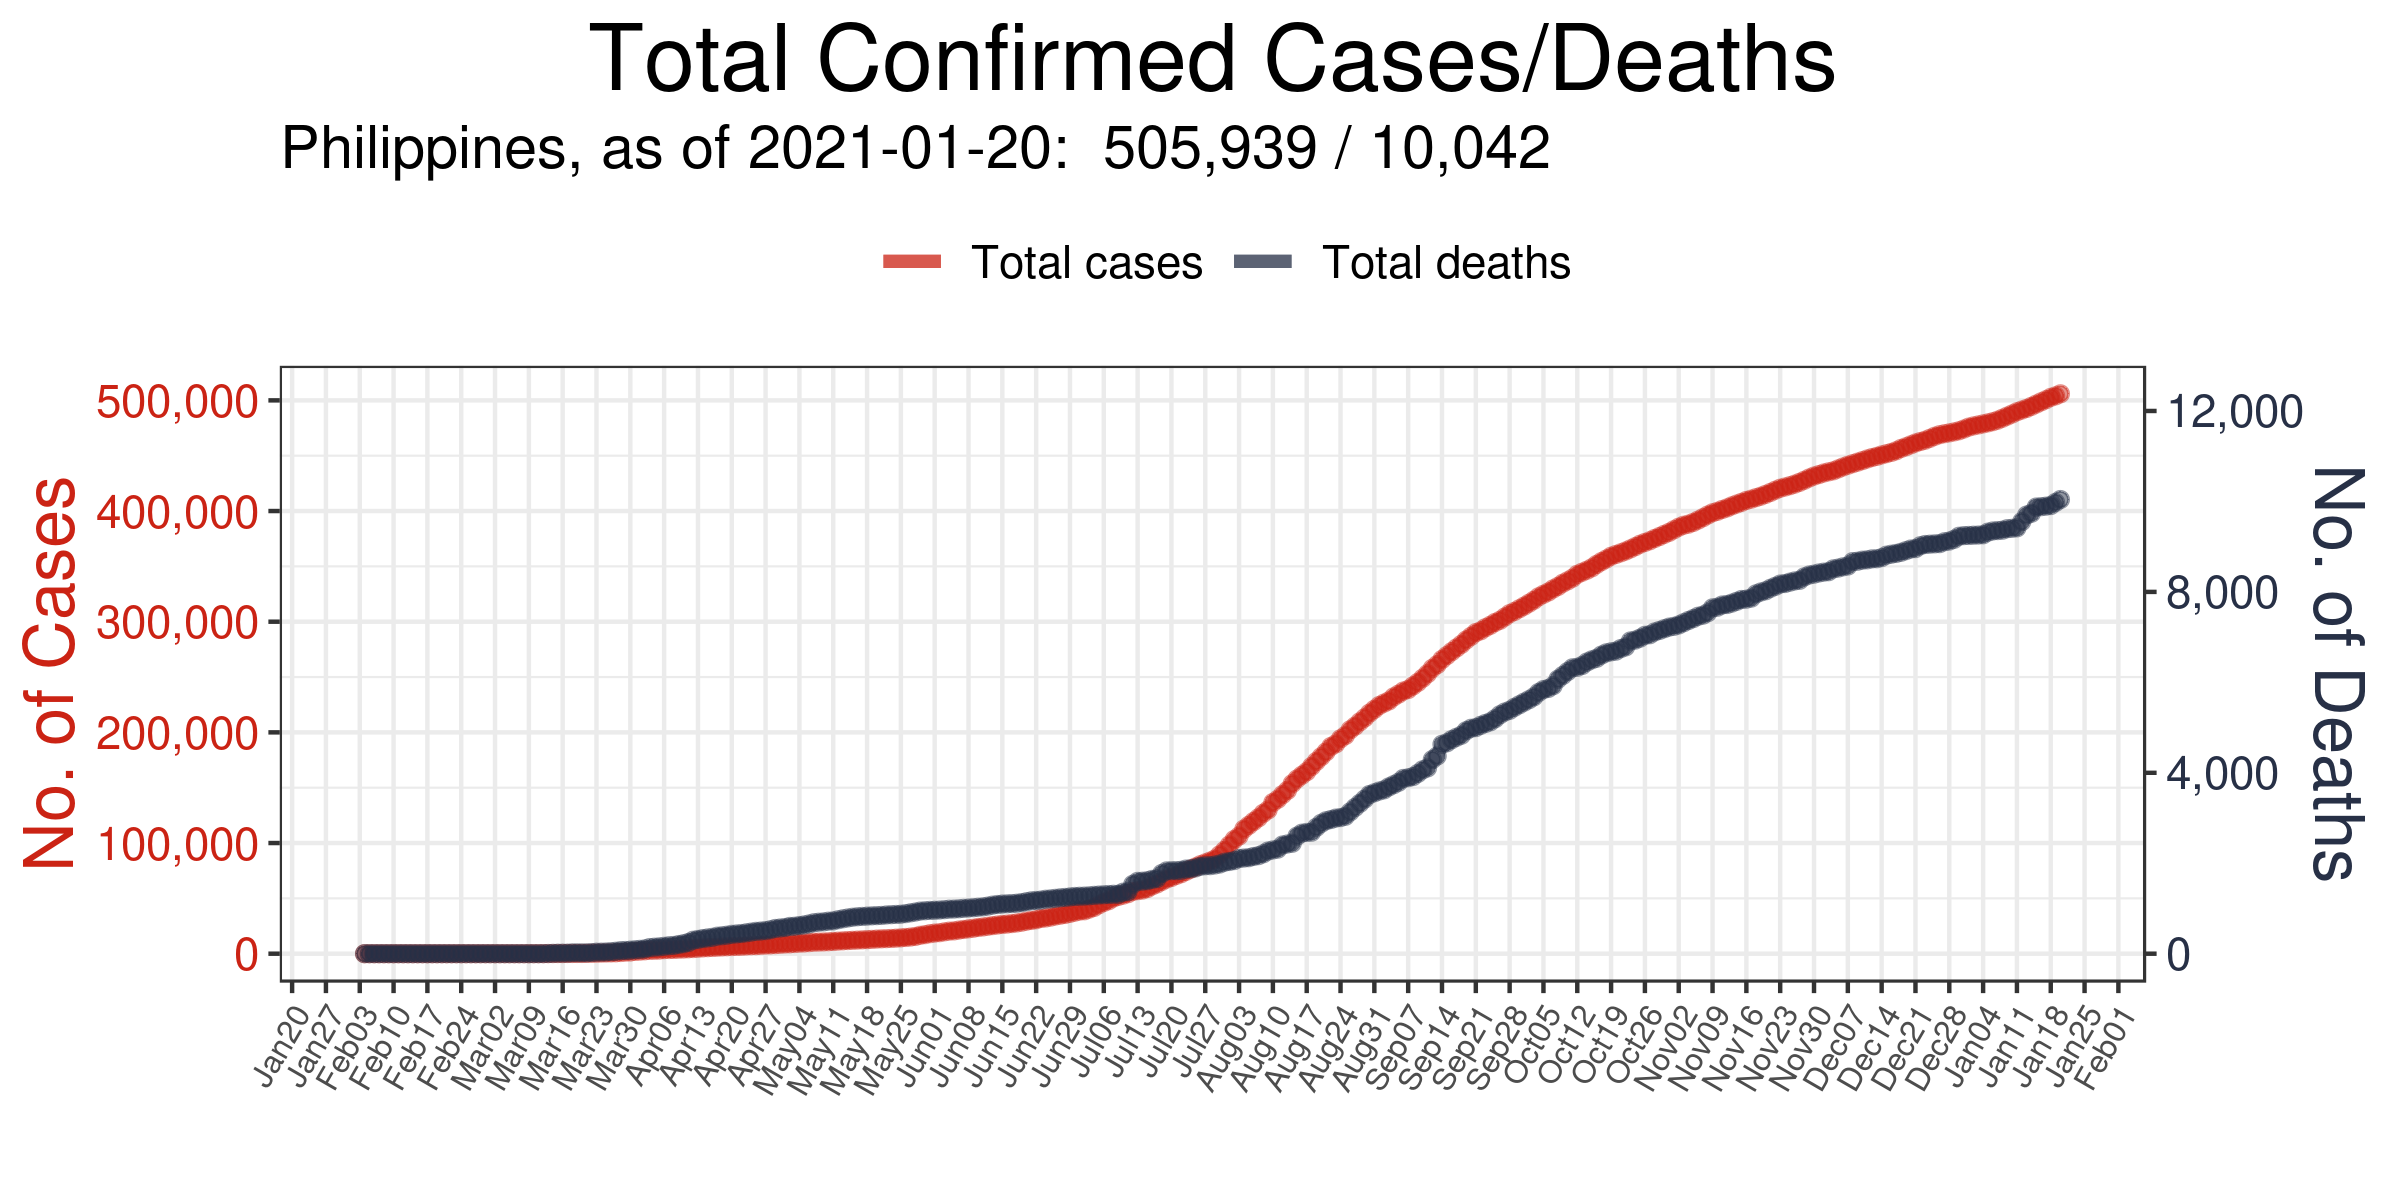 Total Confirmed Cases/Deaths
Philippines, as of 2021-01-20:  505,939 / 10,042
Total cases
Total deaths
No. of Cases
500,000
400,000
300,000
200,000
100,000
0
12,000
8,000
4,000
0
No. of Deaths
Jan20
Jan27
Feb03
Feb10
Feb17
Feb24
Mar02
Mar09
Mar16
Mar23
Mar30
Apr06
Apr13
Apr20
Apr27
May04
May11
May18
May25
Jun01
Jun08
Jun15
Jun22
Jun29
Jul06
Jul13
Jul20
Jul27
Aug03
Aug10
Aug17
Aug24
Aug31
Sep07
Sep14
Sep21
Sep28
Oct05
Oct12
Oct19
Oct26
Nov02
Nov09
Nov16
Nov23
Nov30
Dec07
Dec14
Dec21
Dec28
Jan04
Jan11
Jan18
Jan25
Feb01